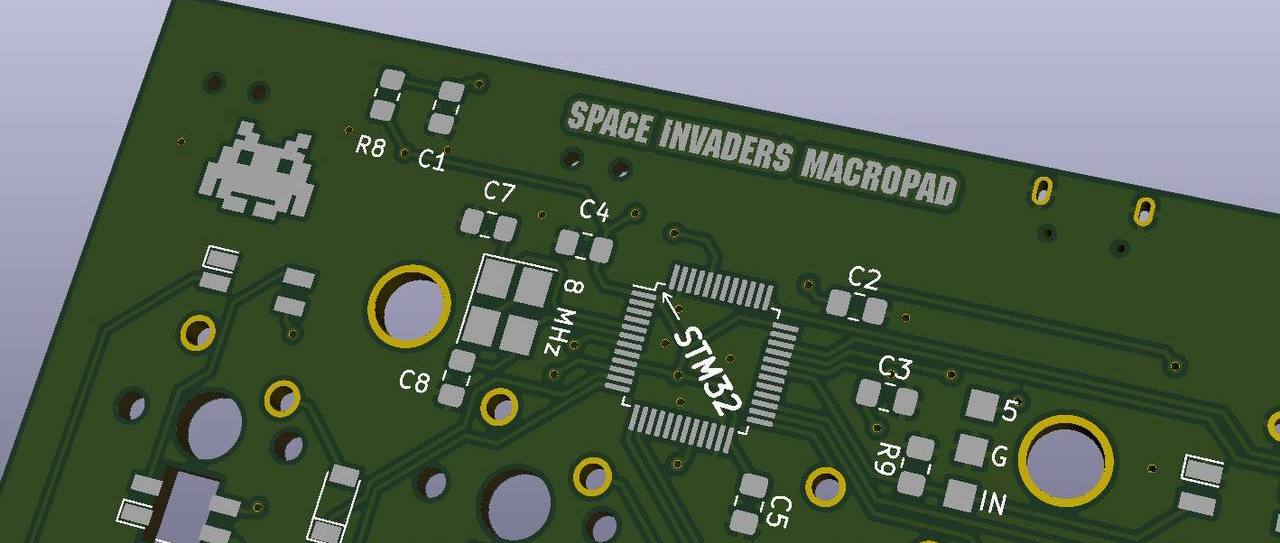 SPACE INVADERS MACROPAD
R8
C1
C7
C4
8 MHz
C2
STM32
C8
C3
5
G
R9
IN
C5